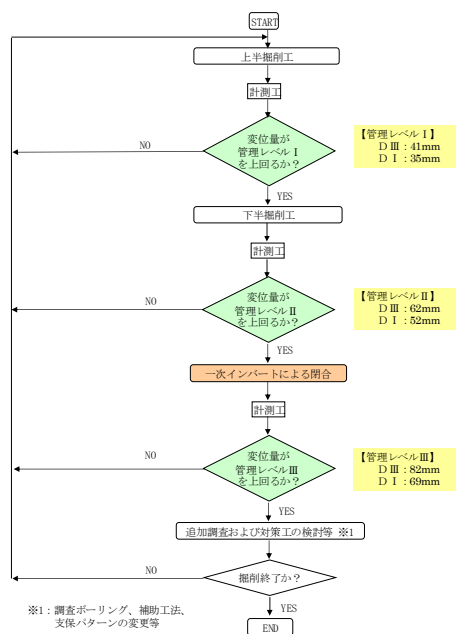 START
上半掘削工
計測工
変位量が
管理レベルⅠ
を上回るか？
NO
YES
【管理レベルⅠ】
DⅢ：41mm
DⅠ：35mm
下半掘削工
計測工
変位量が
管理レベルⅡ
を上回るか？
NO
YES
【管理レベルⅡ】
DⅢ：62mm
DⅠ：52mm
一次インバートによる閉合
計測工
変位量が
管理レベルⅢ
を上回るか？
NO
YES
【管理レベルⅢ】
DⅢ：82mm
DⅠ：69mm
追加調査および対策工の検討等 ※1
掘削終了か？
NO
YES
※1：調査ボーリング、補助工法、
支保パターンの変更等
END